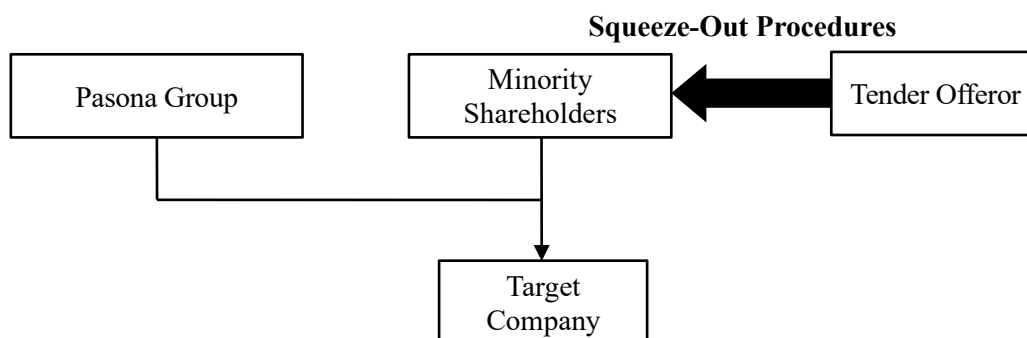 Squeeze-Out Procedures
Pasona Group
Minority
Shareholders
Tender Offeror
Target
Company